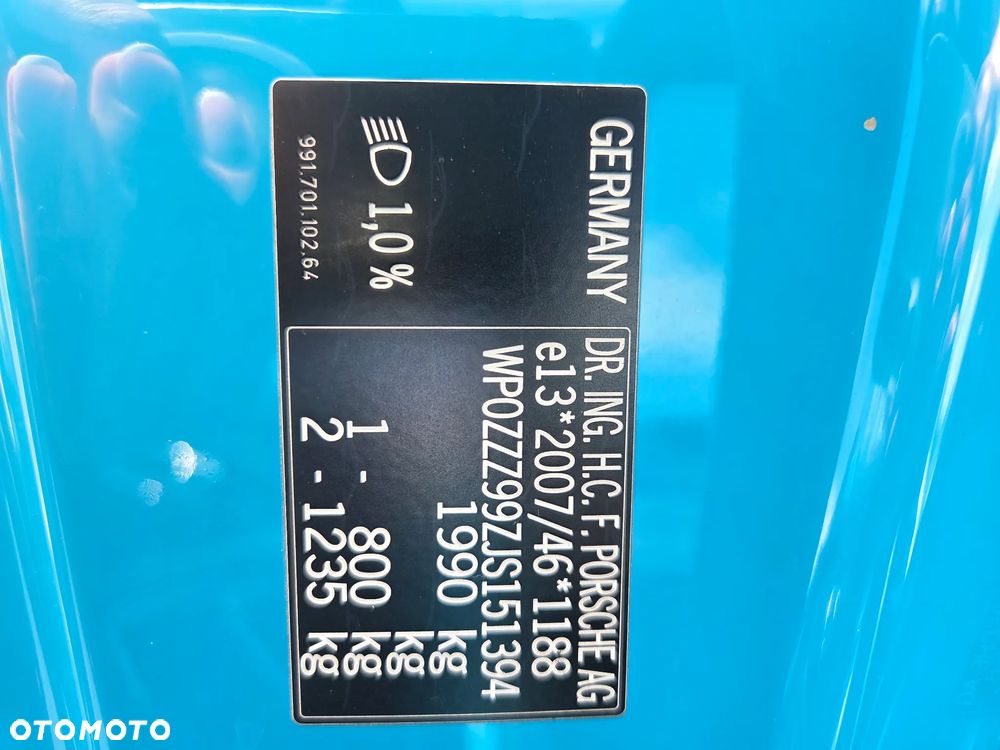 GERMANY
1,0%
991.701.102.64
DR. ING. H.C. F. PORSCHE AG
e13*2007/46*1188
WP0ZZZ99ZJS151394
1990 kg
kg
1 - 800 kg
2 - 1235 kg
OTOMOTO